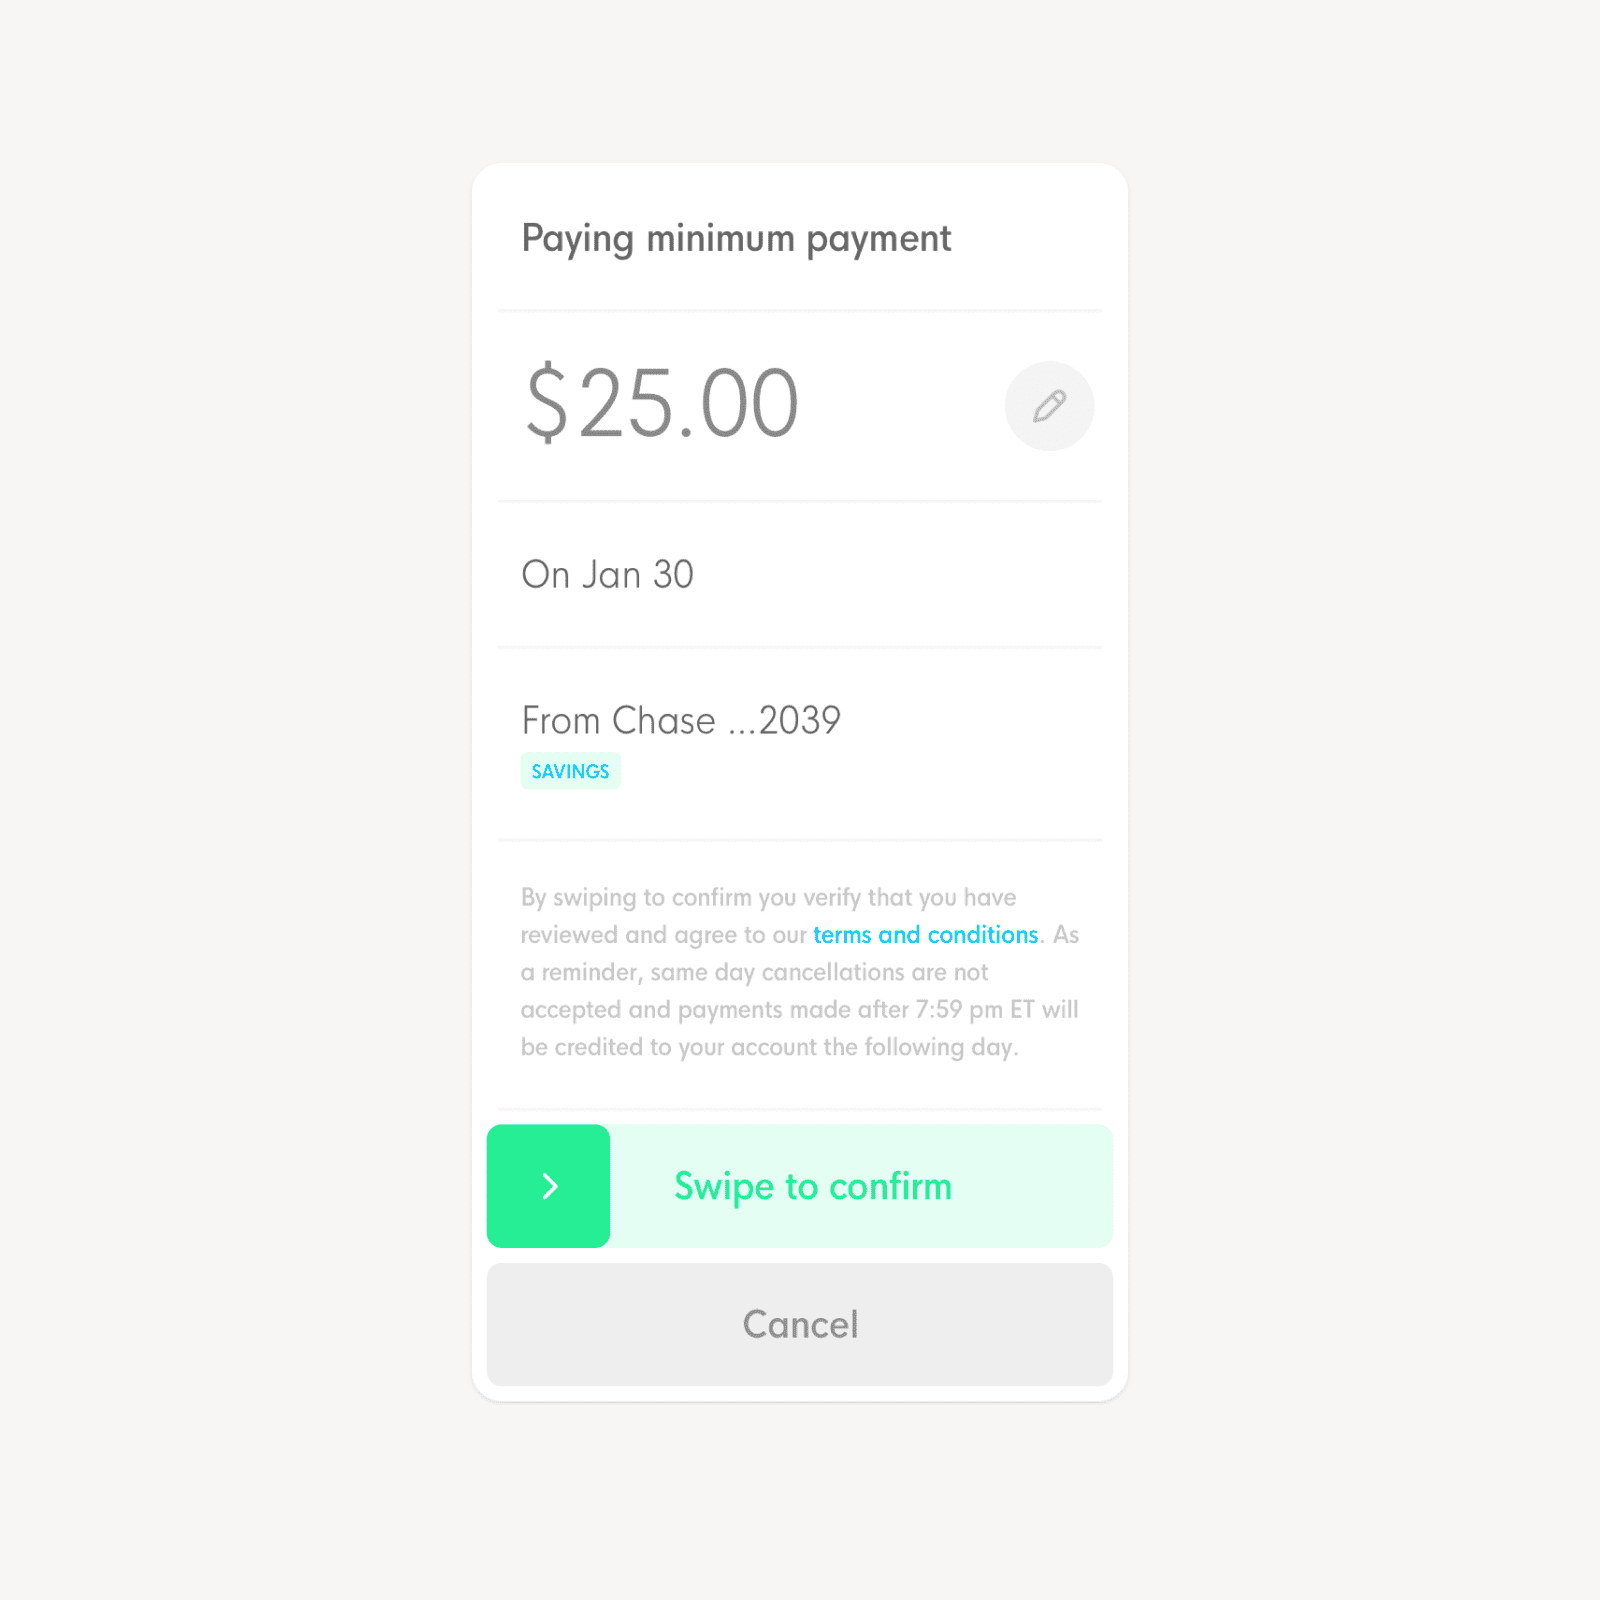 Paying minimum payment
$25.00
On Jan 30
From Chase ...2039
SAVINGS
By swiping to confirm you verify that you have
reviewed and agree to our terms and conditions. As
a reminder, same day cancellations are not
accepted and payments made after 7:59 pm ET will
be credited to your account the following day.
Swipe to confirm
Cancel